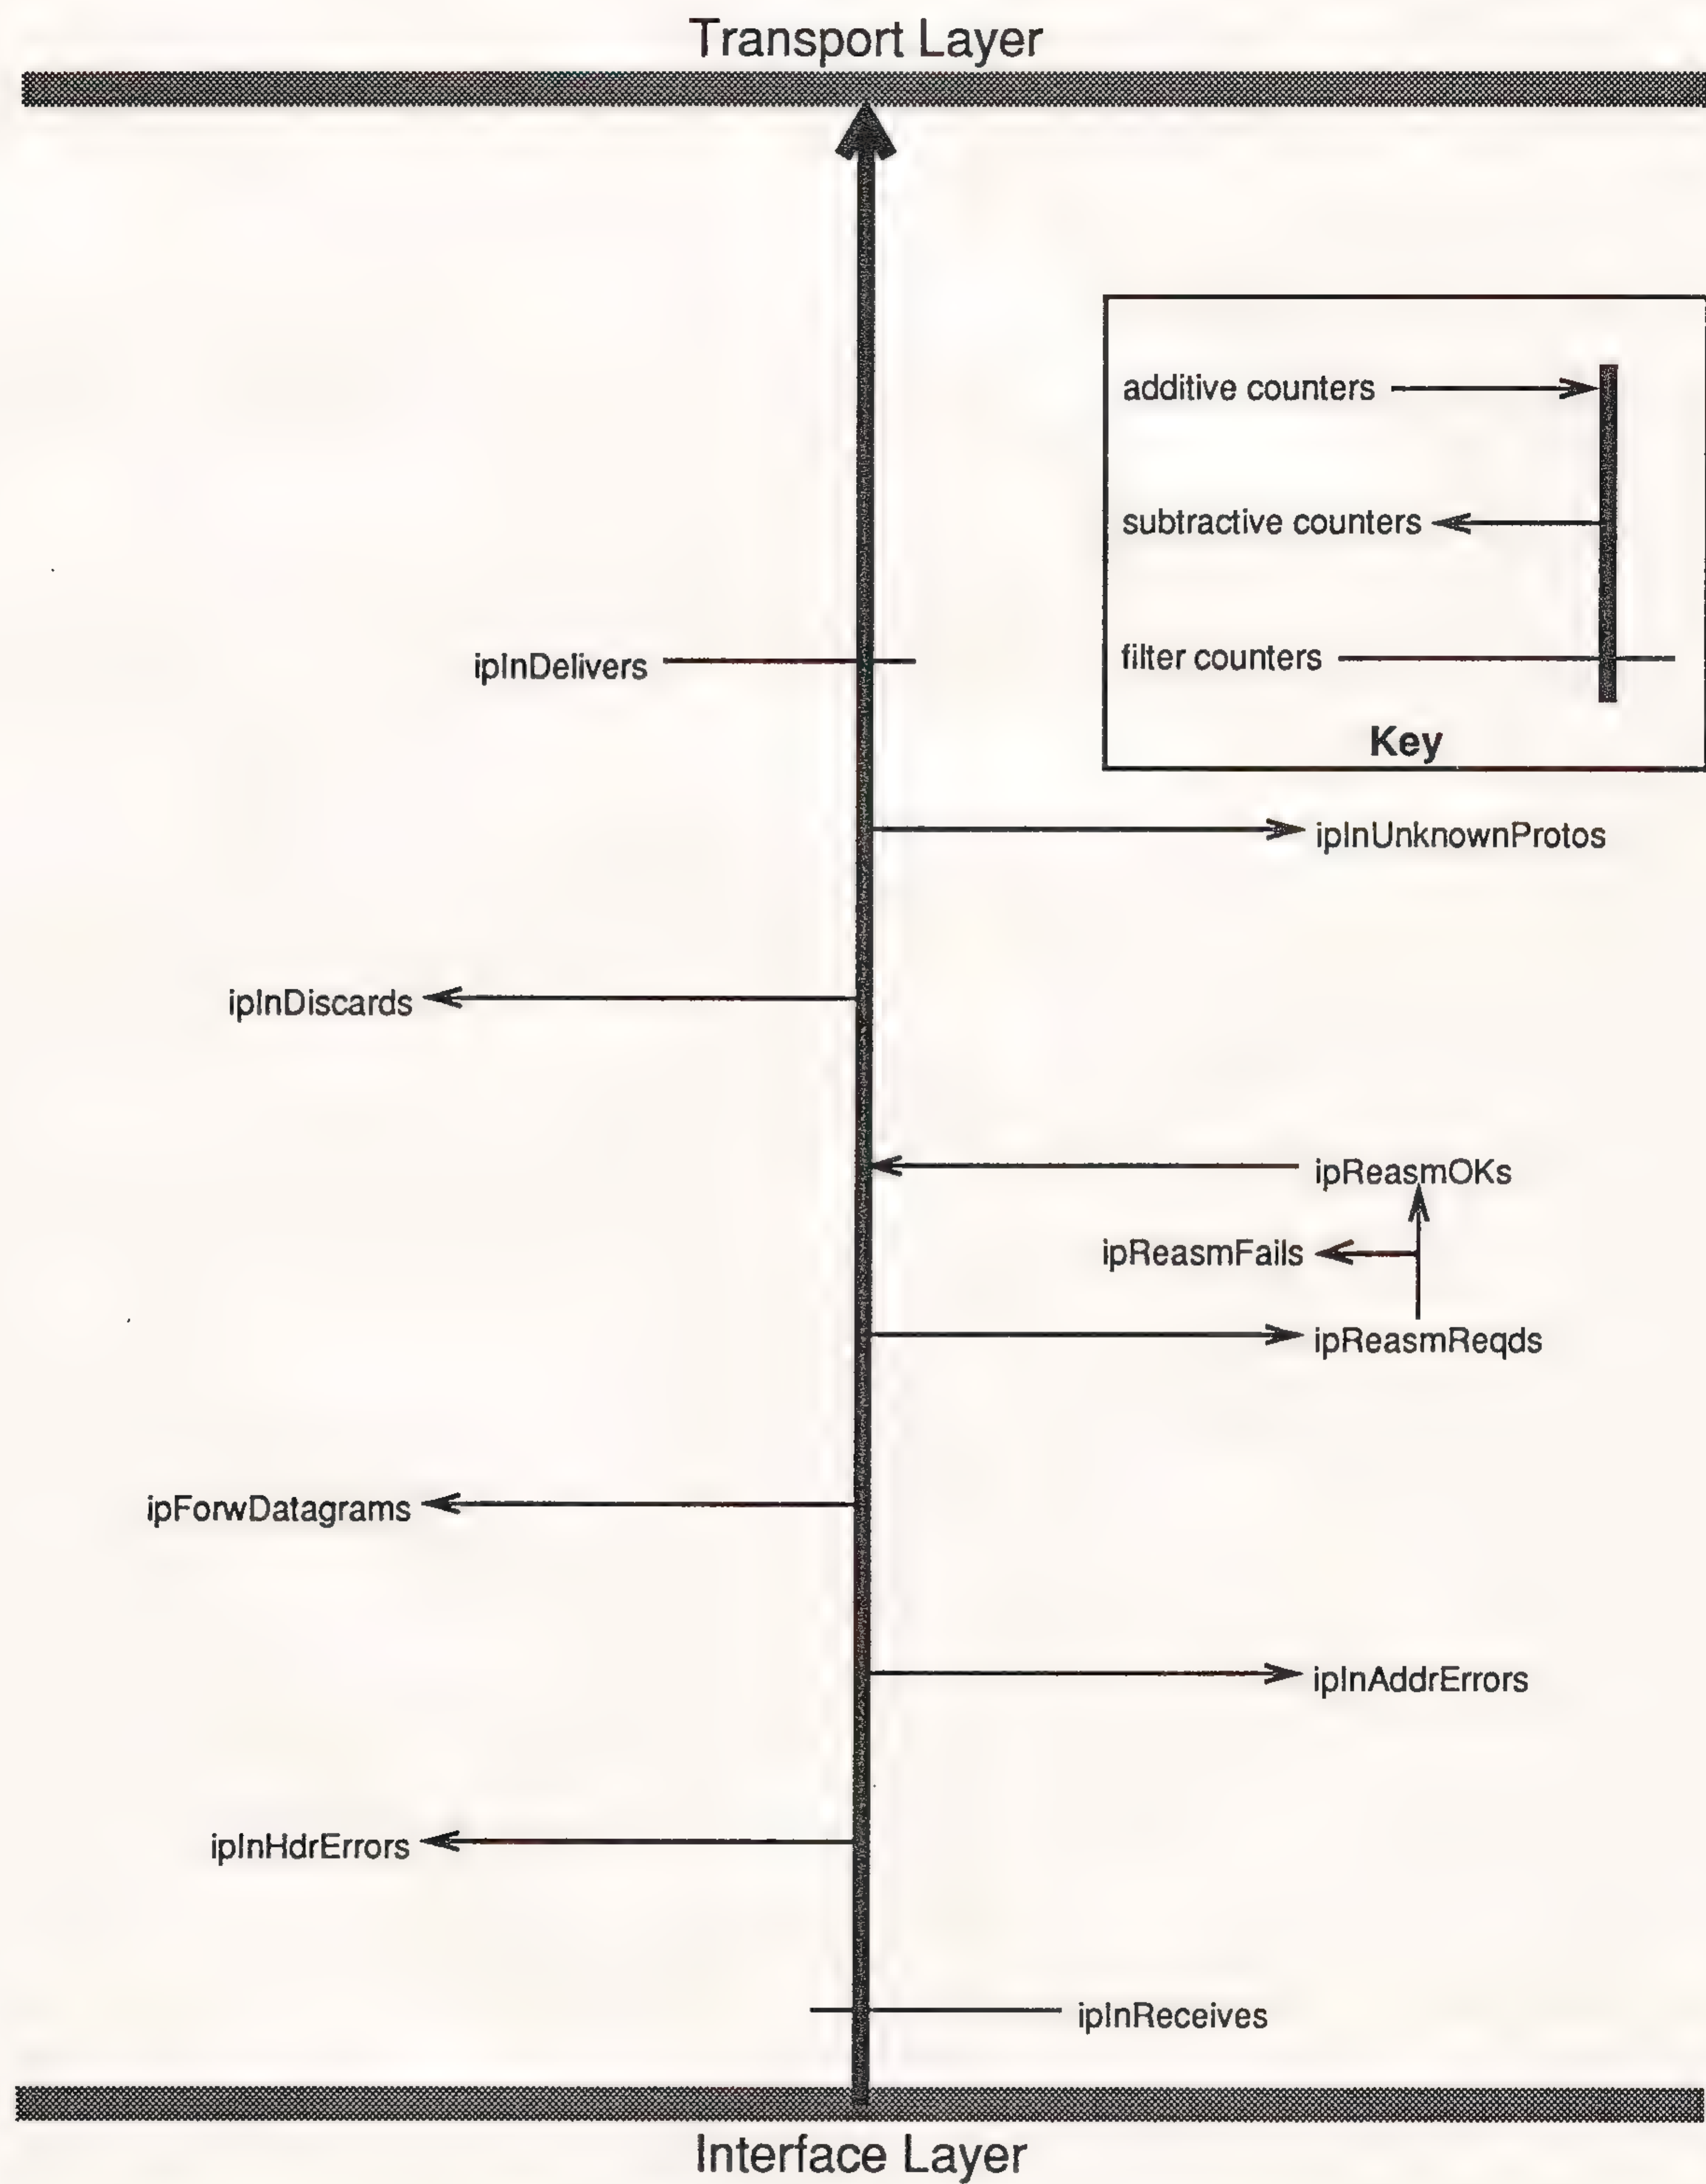 Transport Layer
additive counters
subtractive counters
filter counters
Key
ipInDelivers
ipInUnknownProtos
ipInDiscards
ipReasmOKs
ipReasmFails
ipReasmReqds
ipForwDatagrams
ipInAddrErrors
ipInHdrErrors
ipInReceives
Interface Layer